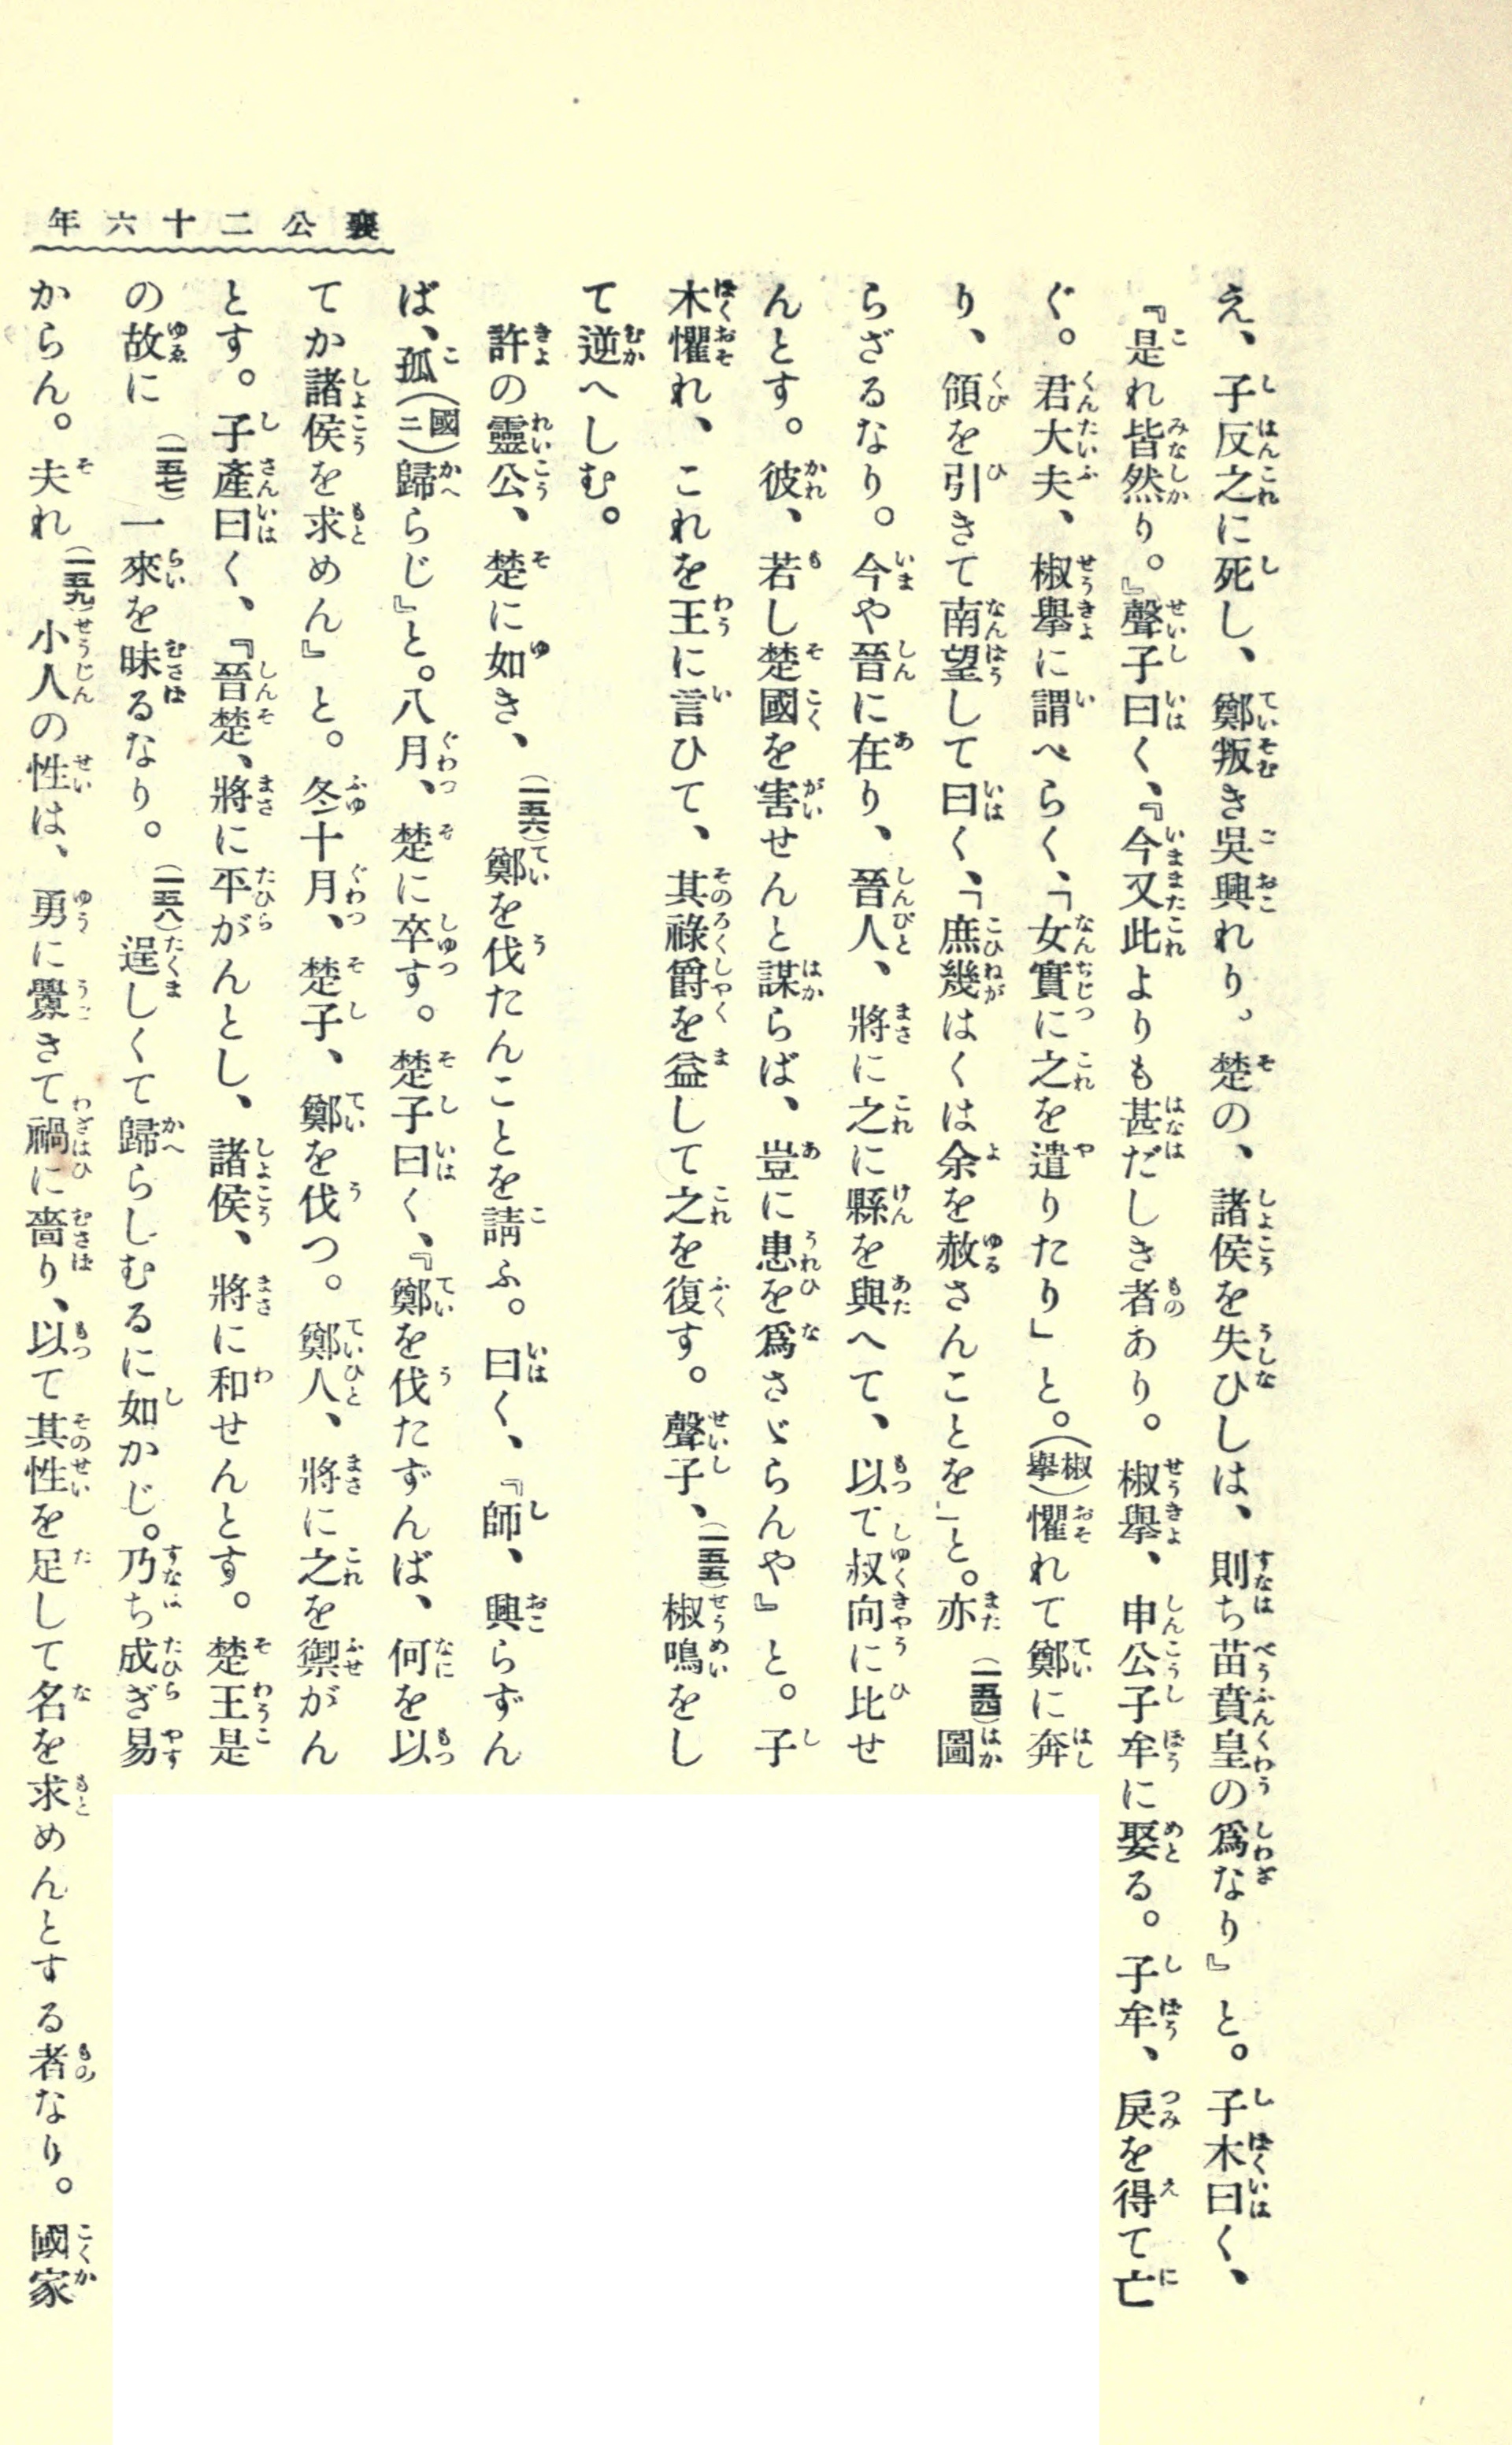 襄公二十六年
え、子反之に死し、鄭叛き吳興れり。楚の、諸侯を失ひしは、則ち苗賁皇の爲なり』と。子木曰く、
『是れ皆然り。』聲子曰く、『今又此よりも甚だしき者あり。椒擧、申公子牟に娶る。子牟、戾を得て亡
ぐ。君大夫、椒擧に謂べらく、「女實に之を遣りたり」と。（椒擧）懼れて鄭に奔
り、領を引きて南望して曰く、「庶幾はくは余を赦さんことを」と。亦（一五四）圖
らざるなり。今や晉に在り、晉人、將に之に縣を與へて、以て叔向に比せ
んとす。彼、若し楚國を害せんと謀らば、豈に患を爲さゞらんや』と。子
木懼れ、これを王に言ひて、其祿爵を益して之を復す。聲子、（一五五）椒鳴をし
て逆へしむ。
許の靈公、楚に如き、（一五六）鄭を伐たんことを請ふ。曰く、『師、興らずん
ば、孤（國ニ）歸らじ』と。八月、楚に卒す。楚子曰く、『鄭を伐たずんば、何を以
てか諸侯を求めん』と。冬十月、楚子、鄭を伐つ。鄭人、將に之を禦がん
とす。子產曰く、『晉楚、將に平がんとし、諸侯、將に和せんとす。楚王是
の故に（一五七）一來を昧るなり。（一五八）逞しくて歸らしむるに如かじ。乃ち成ぎ易
からん。夫れ（一五九）小人の性は、勇に釁きて禍に嗇り、以て其性を足して名を求めんとする者なり。國家